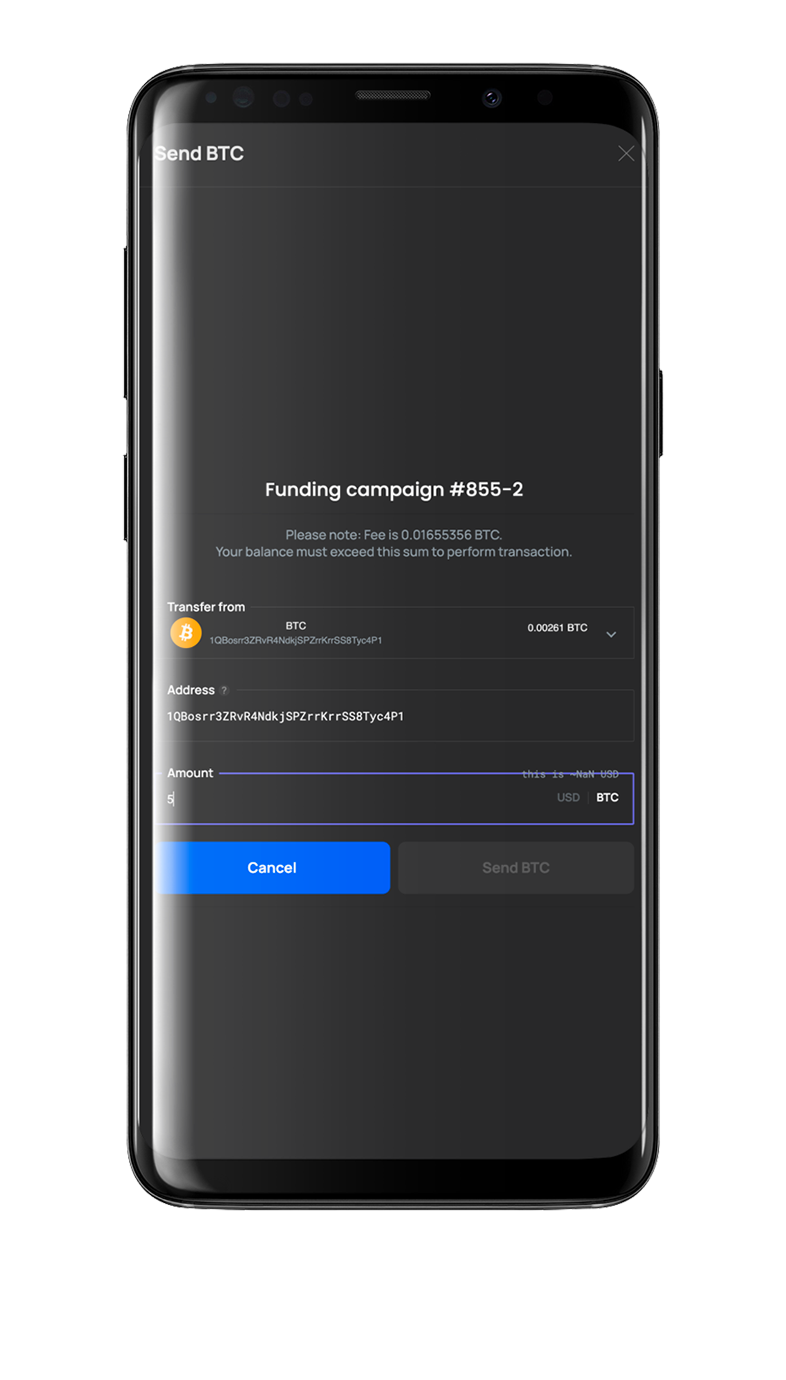 Send BTC
Funding campaign #855-2
Please note: Fee is 0.01655356 BTC.
Your balance must exceed this sum to perform transaction.
Transfer from
BTC
1QBosrr3ZRvR4NdkjSPZrrKrrSS8Tyc4P1
0.00261 BTC
Address ?
1QBosrr3ZRvR4NdkjSPZrrKrrSS8Tyc4P1
Amount
this is ~NaN USD
5
USD BTC
Cancel
Send BTC